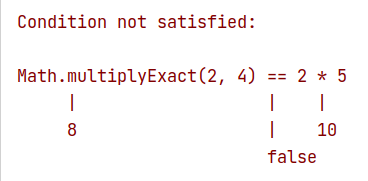 Condition not satisfied:
Math.multiplyExact(2, 4) == 2 * 5
     |                   |    |
     8                   |    10
                         false